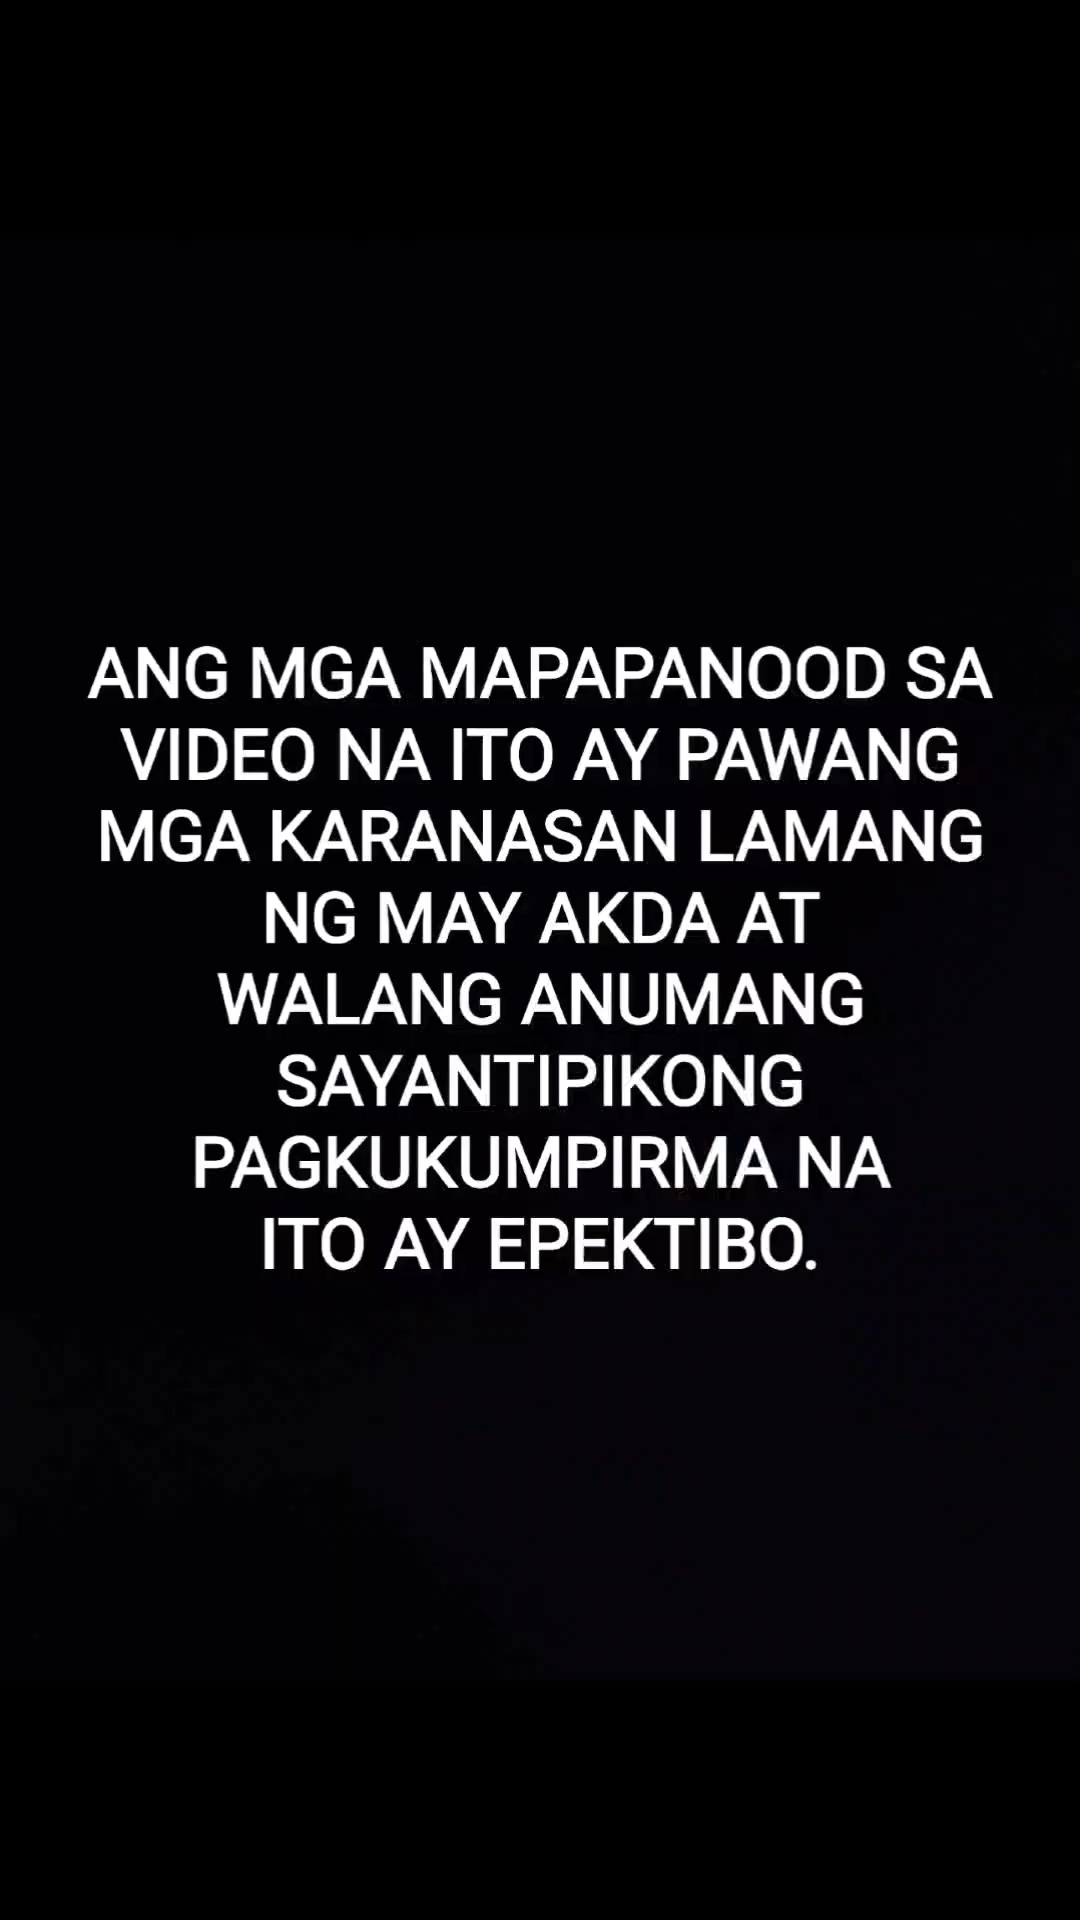 ANG MGA MAPAPANOOD SA
VIDEO NA ITO AY PAWANG
MGA KARANASAN LAMANG
NG MAY AKDA AT
WALANG ANUMANG
SAYANTIPIKONG
PAGKUKUMPIRMA NA
ITO AY EPEKTIBO.